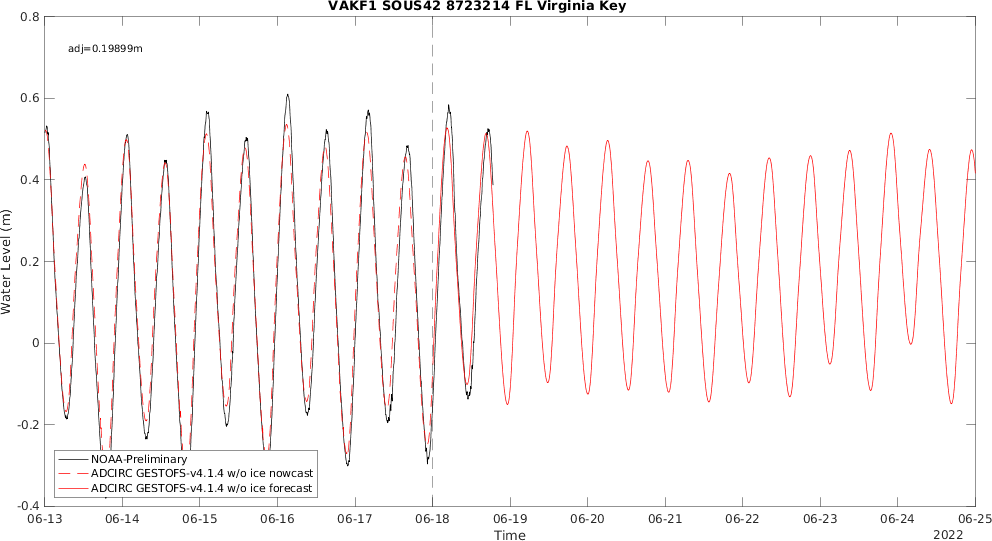 VAKF1 SOUS42 8723214 FL Virginia Key
adj=0.19899m
0.8
0.6
0.4
0.2
0
-0.2
-0.4
Water Level (m)
NOAA-Preliminary
ADCIRC GESTOFS-v4.1.4 w/o ice nowcast
ADCIRC GESTOFS-v4.1.4 w/o ice forecast
06-13 06-14 06-15 06-16 06-17 06-18 06-19 06-20 06-21 06-22 06-23 06-24 06-25
Time
2022